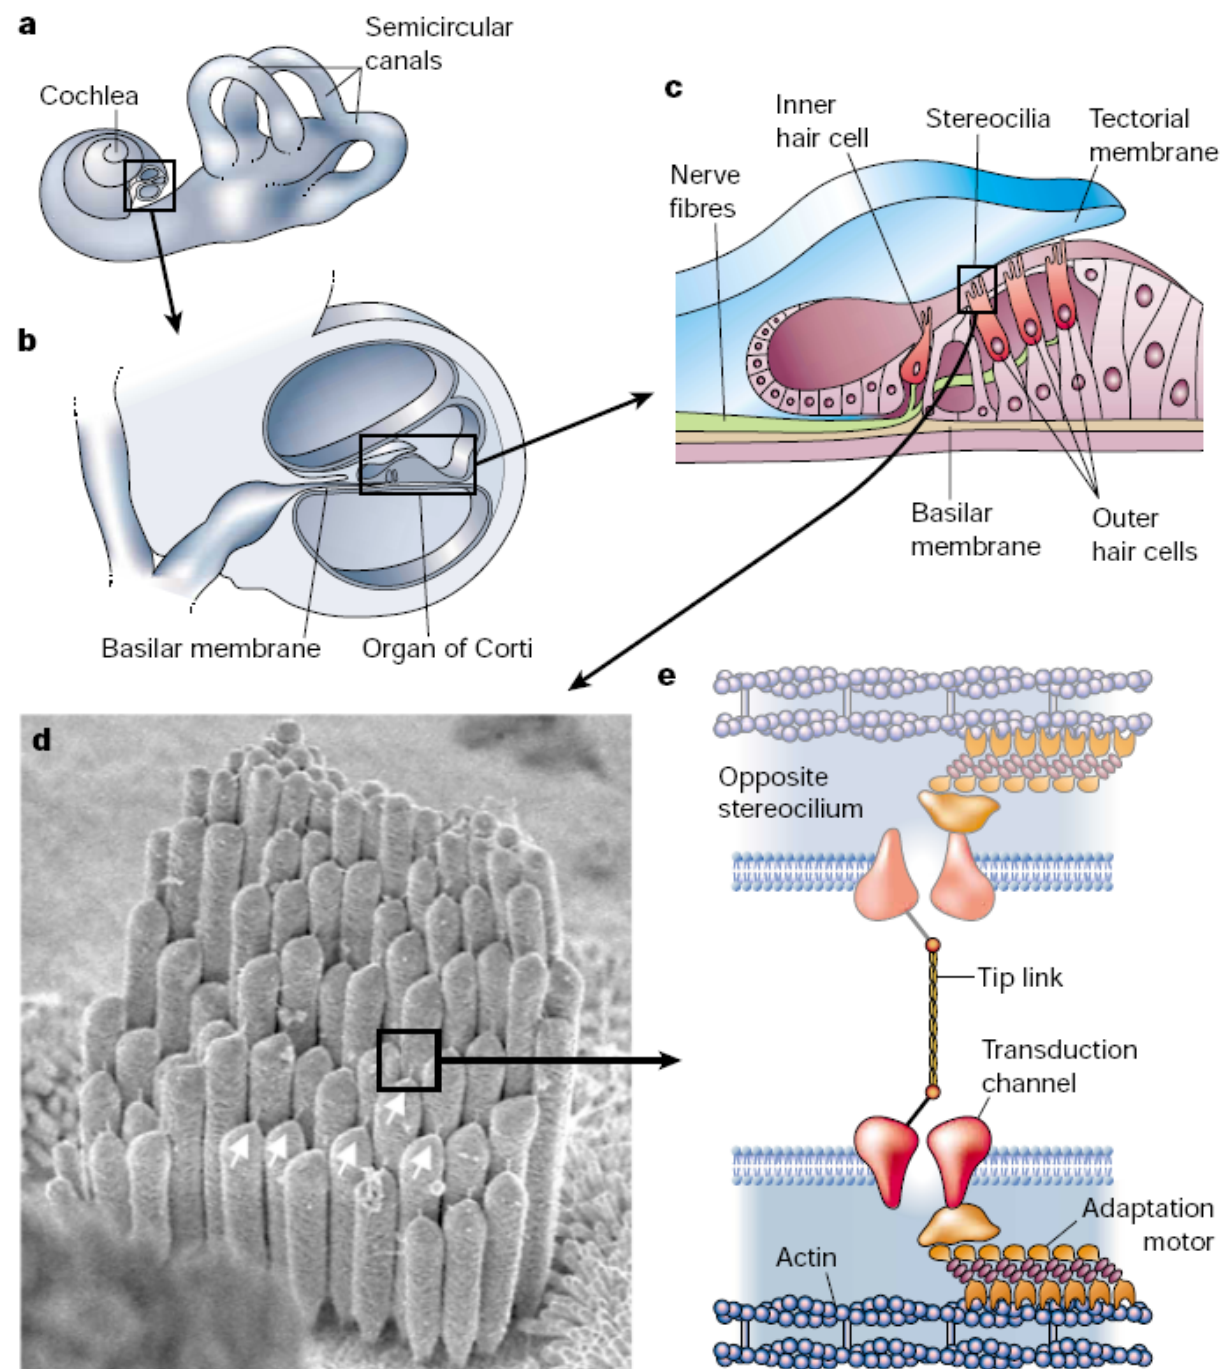 a
Semicircular
canals
Cochlea
b
Basilar membrane
Organ of Corti
c
Inner
hair cell
Stereocilia
Tectorial
membrane
Nerve
fibres
Basilar
membrane
Outer
hair cells
d
e
Opposite
stereocilium
Tip link
Transduction
channel
Adaptation
motor
Actin